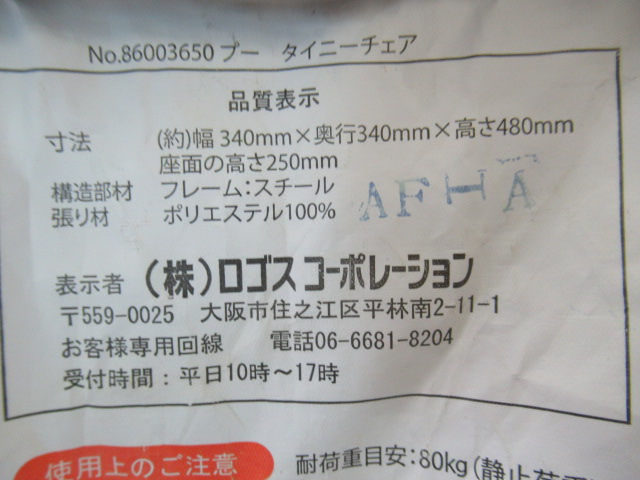 No.86003650 プー タイニーチェア
品質表示
寸法 (約)幅 340mm×奥行340mm×高さ480mm
座面の高さ250mm
構造部材 フレーム:スチール
張り材 ポリエステル100%
AFHA
表示者 (株)ロゴス コーポレーション
〒559-0025 大阪市住之江区平林南2-11-1
お客様専用回線 電話06-6681-8204
受付時間:平日10時〜17時
使用上のご注意
耐荷重目安:80kg(静止荷重